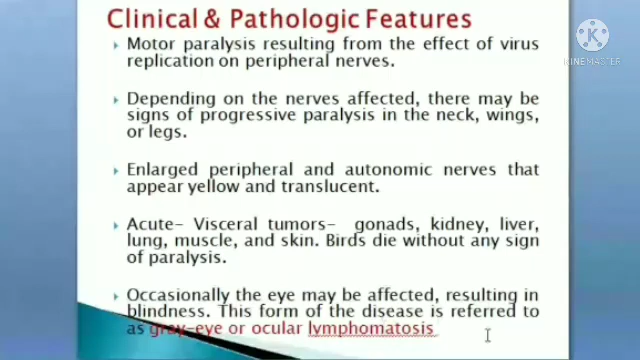 Clinical & Pathologic Features
Motor paralysis resulting from the effect of virus
replication on peripheral nerves.
Depending on the nerves affected, there may be
signs of progressive paralysis in the neck, wings,
or legs.
Enlarged peripheral and autonomic nerves that
appear yellow and translucent.
Acute- Visceral tumors- gonads, kidney, liver,
lung, muscle, and skin. Birds die without any sign
of paralysis.
Occasionally the eye may be affected, resulting in
blindness. This form of the disease is referred to
as gray-eye or ocular lymphomatosis
K
KINEMASTER